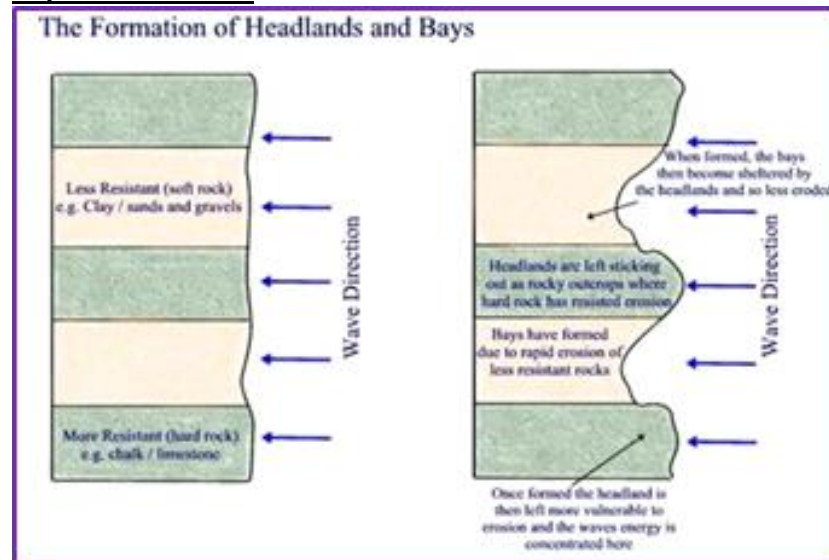 The Formation of Headlands and Bays
Less Resistant (soft rock)
e.g. Clay / sands and gravels
More Resistant (hard rock)
e.g. chalk / limestone
Wave Direction
When formed, the bays
then become sheltered by
the headlands and so less eroded
Headlands are left sticking
out as rocky outcrops where
hard rock has resisted erosion
Bays have formed
due to rapid erosion of
less resistant rocks
Wave Direction
Once formed the headland is
then left more vulnerable to
erosion and the waves energy is
concentrated here